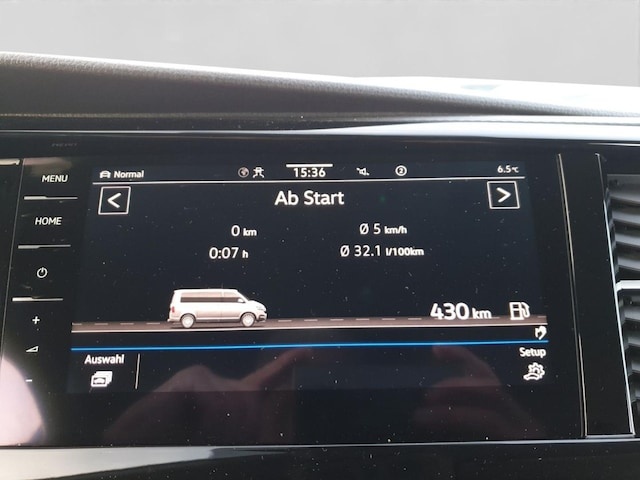 MENU
HOME
Normal
15:36
2
6.5°C
< Ab Start >
0 km
Ø 5 km/h
0:07 h
Ø 32.1 l/100km
430 km
+
-
Auswahl
Setup